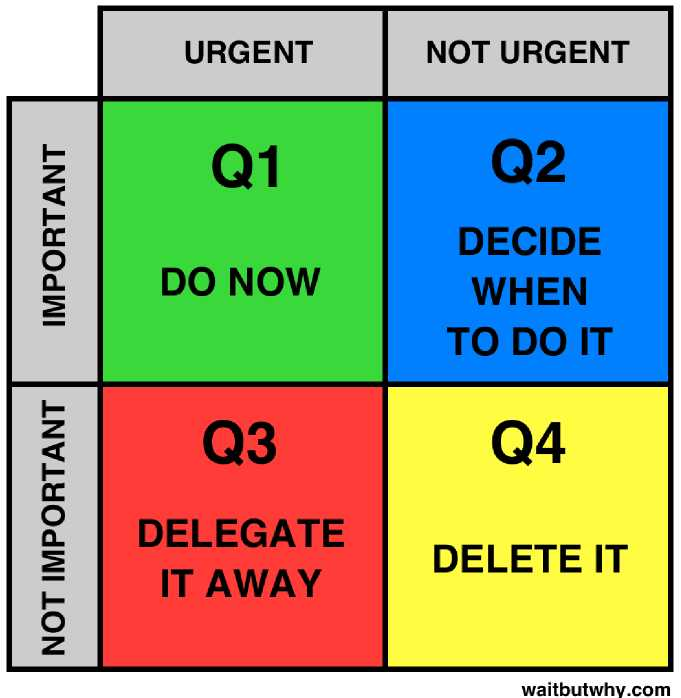 URGENT
NOT URGENT
IMPORTANT
Q1
DO NOW
Q2
DECIDE
WHEN
TO DO IT
NOT IMPORTANT
Q3
DELEGATE
IT AWAY
Q4
DELETE IT
waitbutwhy.com